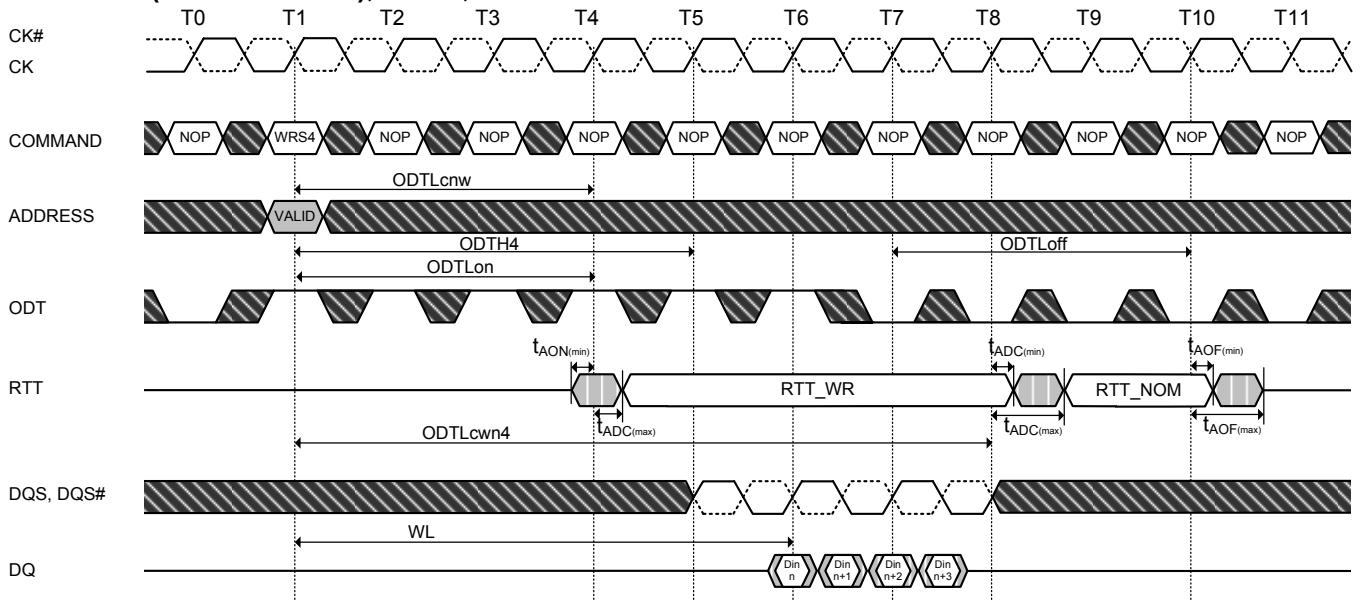 T0 T1 T2 T3 T4 T5 T6 T7 T8 T9 T10 T11
CK#
CK
COMMAND NOP WRS4 NOP NOP NOP NOP NOP NOP NOP NOP NOP NOP
ODTLcnw
ADDRESS VALID
ODTH4 ODTLoff
ODTLon
ODT
tAON(min) tADC(min) tAOF(min)
RTT RTT_WR RTT_NOM
tADC(max) tADC(max) tAOF(max)
ODTLcwn4
DQS, DQS#
WL
DQ Din n Din n+1 Din n+2 Din n+3